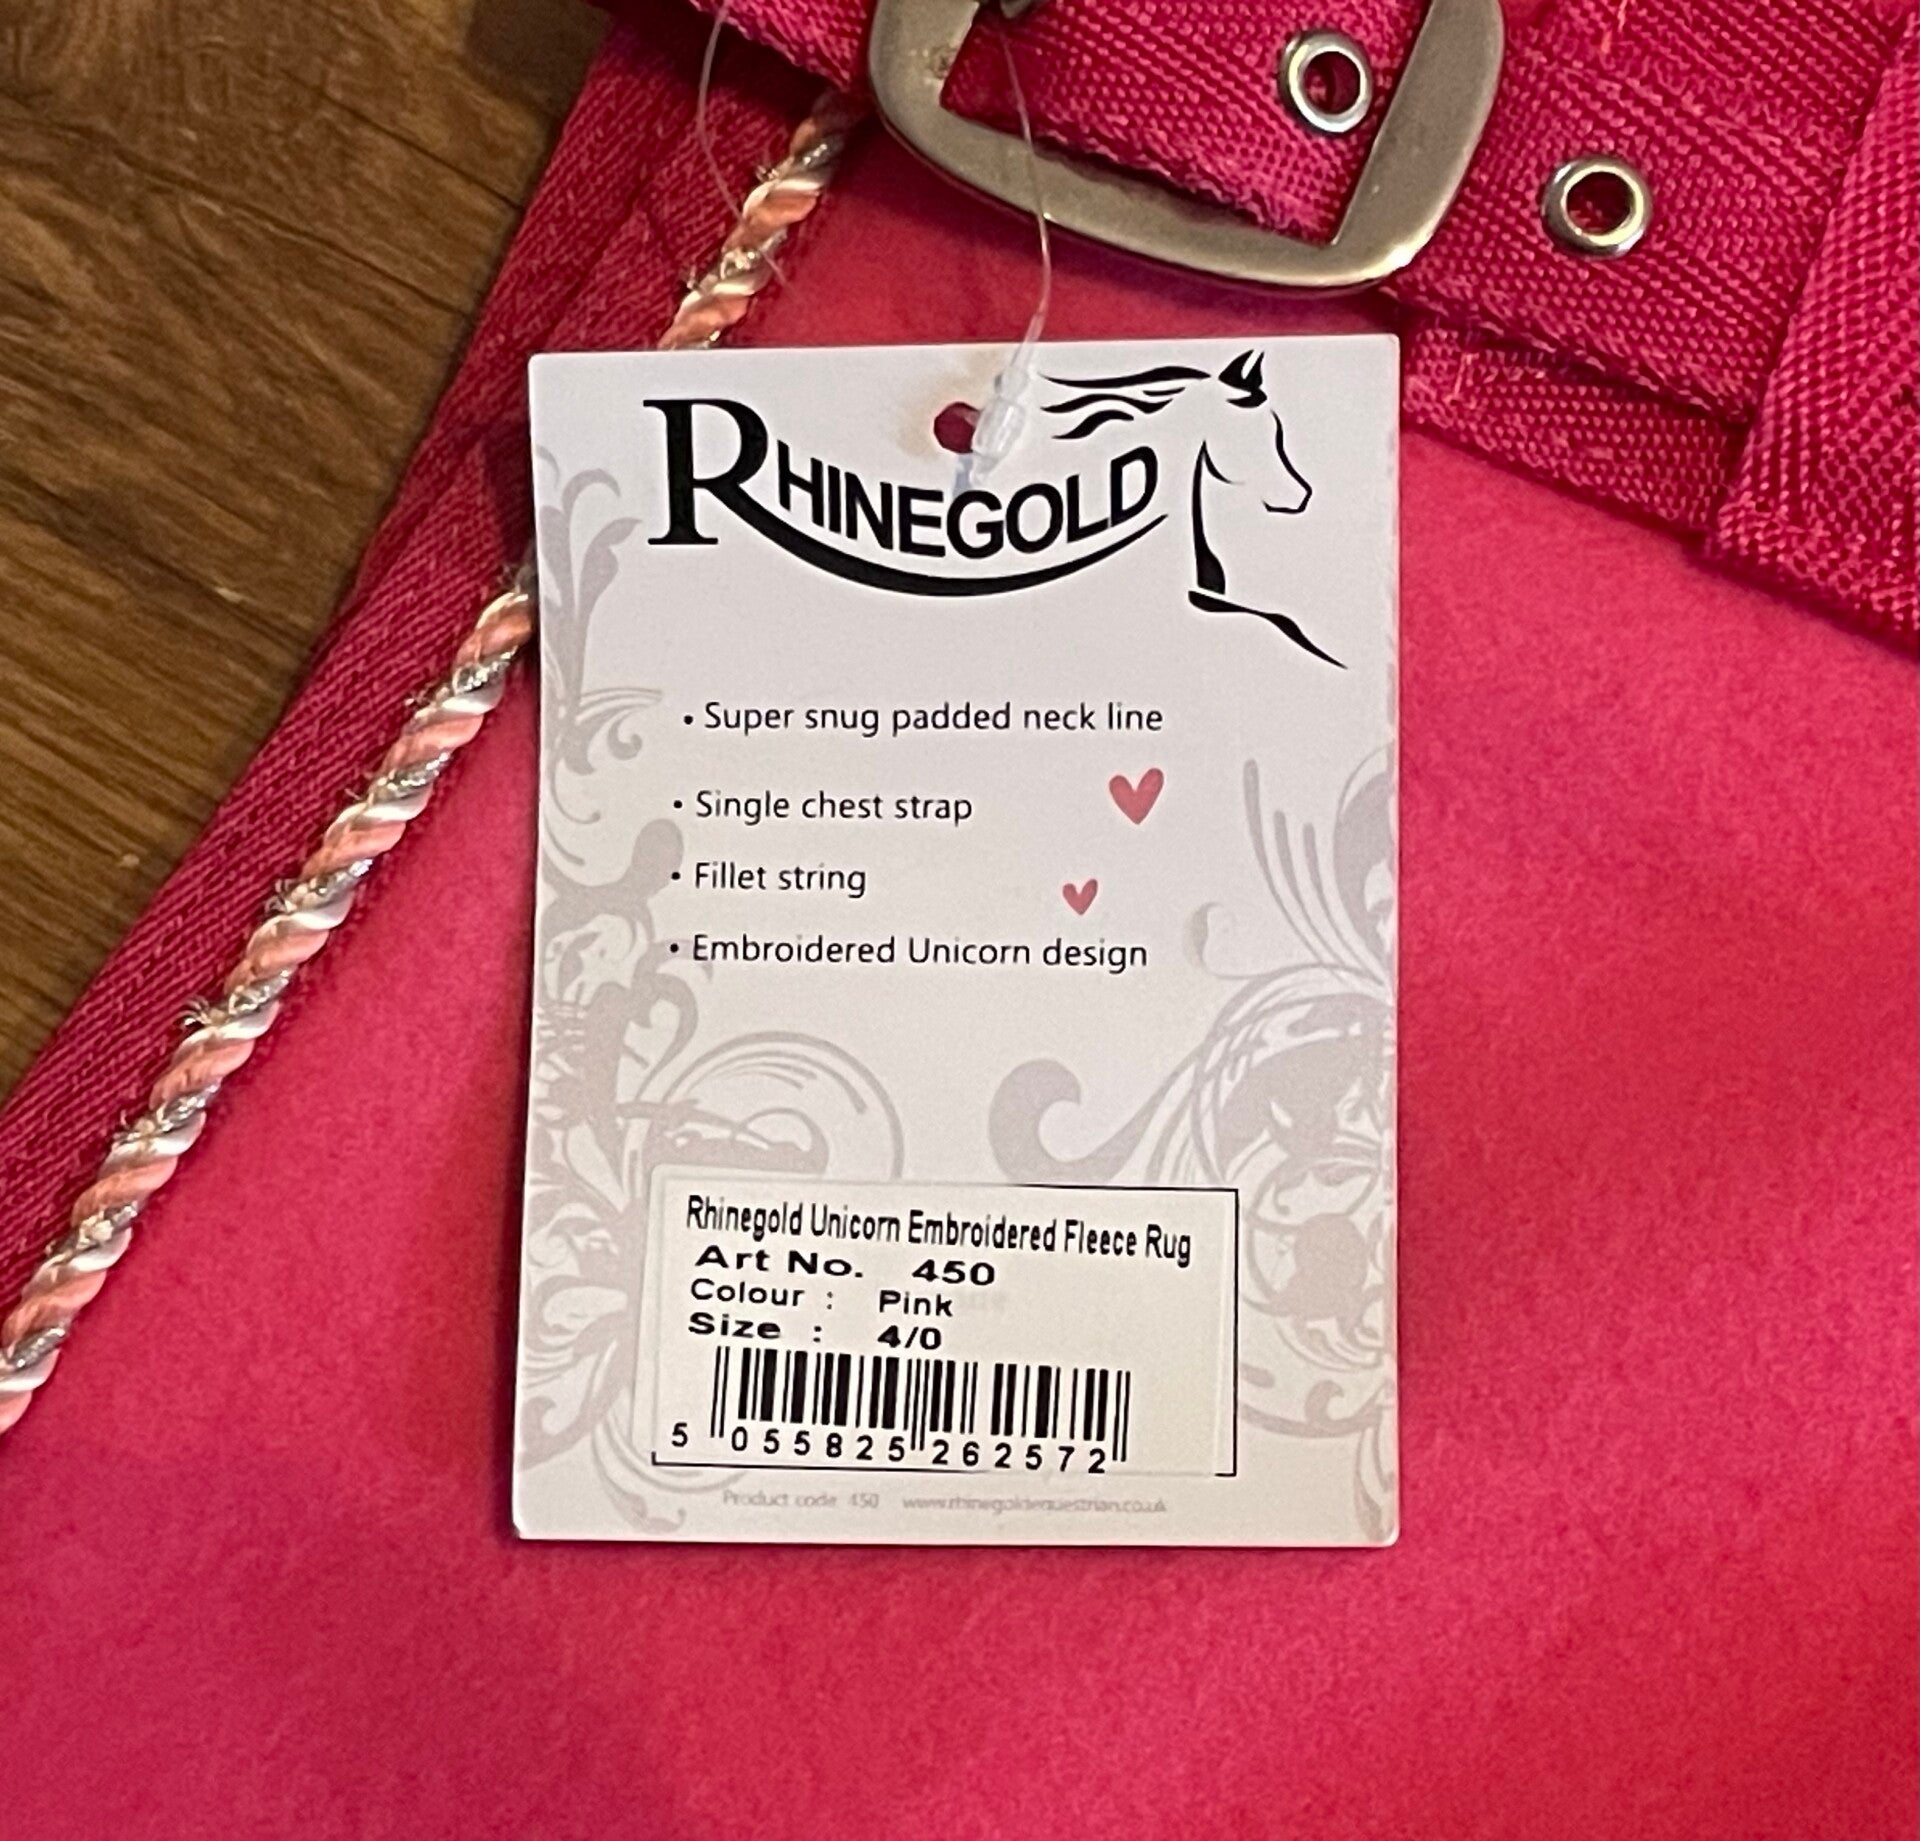 RHINEGOLD
• Super snug padded neck line
• Single chest strap
• Fillet string
• Embroidered Unicorn design
Rhinegold Unicorn Embroidered Fleece Rug
Art No. 450
Colour : Pink
Size : 4/0
5 055825 262572
Product code 450 www.rhinegoldequestrian.co.uk